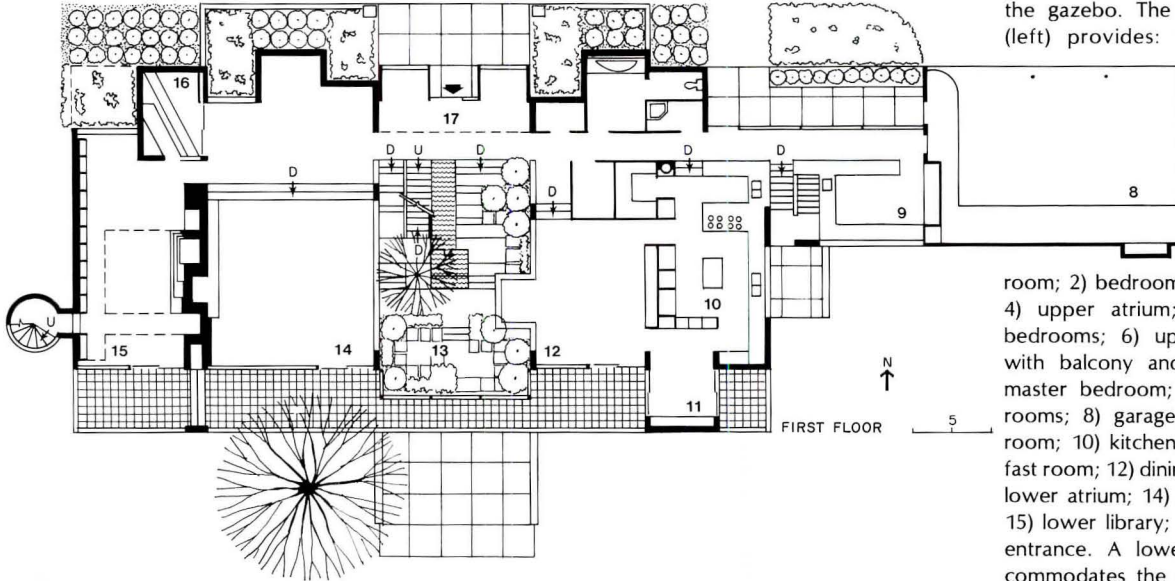 the gazebo. The
(left) provides:
16
17
D
U
D
D
D
D
D
D
8
9
U
10
15
14
13
12
11
N
FIRST FLOOR
5
room; 2) bedroom
4) upper atrium;
bedrooms; 6) up
with balcony and
master bedroom;
rooms; 8) garage
room; 10) kitchen
fast room; 12) dinin
lower atrium; 14)
15) lower library;
entrance. A lowe
commodates the